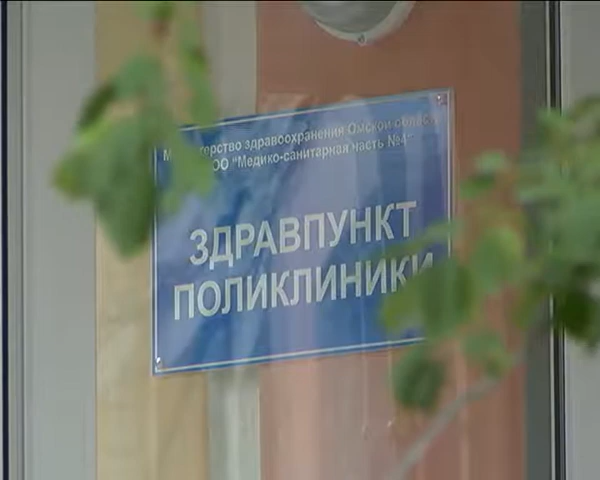 здравоохранения Омской
"Медико-санитарная часть №4"
ЗДРАВПУНКТ
ПОЛИКЛИНИКИ